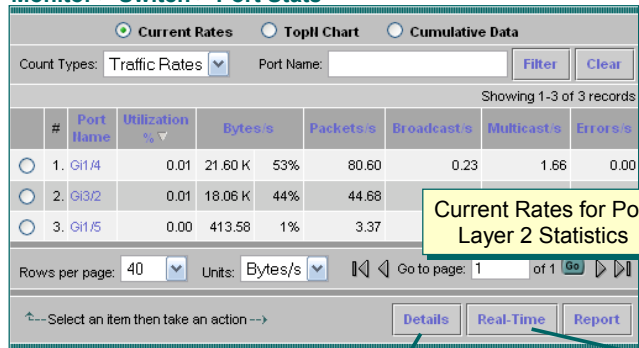 Monitor – Switch – Port Stats
Current Rates TopN Chart Cumulative Data
Count Types: Traffic Rates Port Name: Filter Clear
Showing 1-3 of 3 records
# Port Name Utilization % Bytes/s Packets/s Broadcast/s Multicast/s Errors/s
1. Gi1/4 0.01 21.60 K 53% 80.60 0.23 1.66 0.00
2. Gi3/2 0.01 18.06 K 44% 44.68
3. Gi1/5 0.00 413.58 1% 3.37
Current Rates for Po
Layer 2 Statistics
Rows per page: 40 Units: Bytes/s Go to page: 1 of 1 Go
Select an item then take an action --> Details Real-Time Report